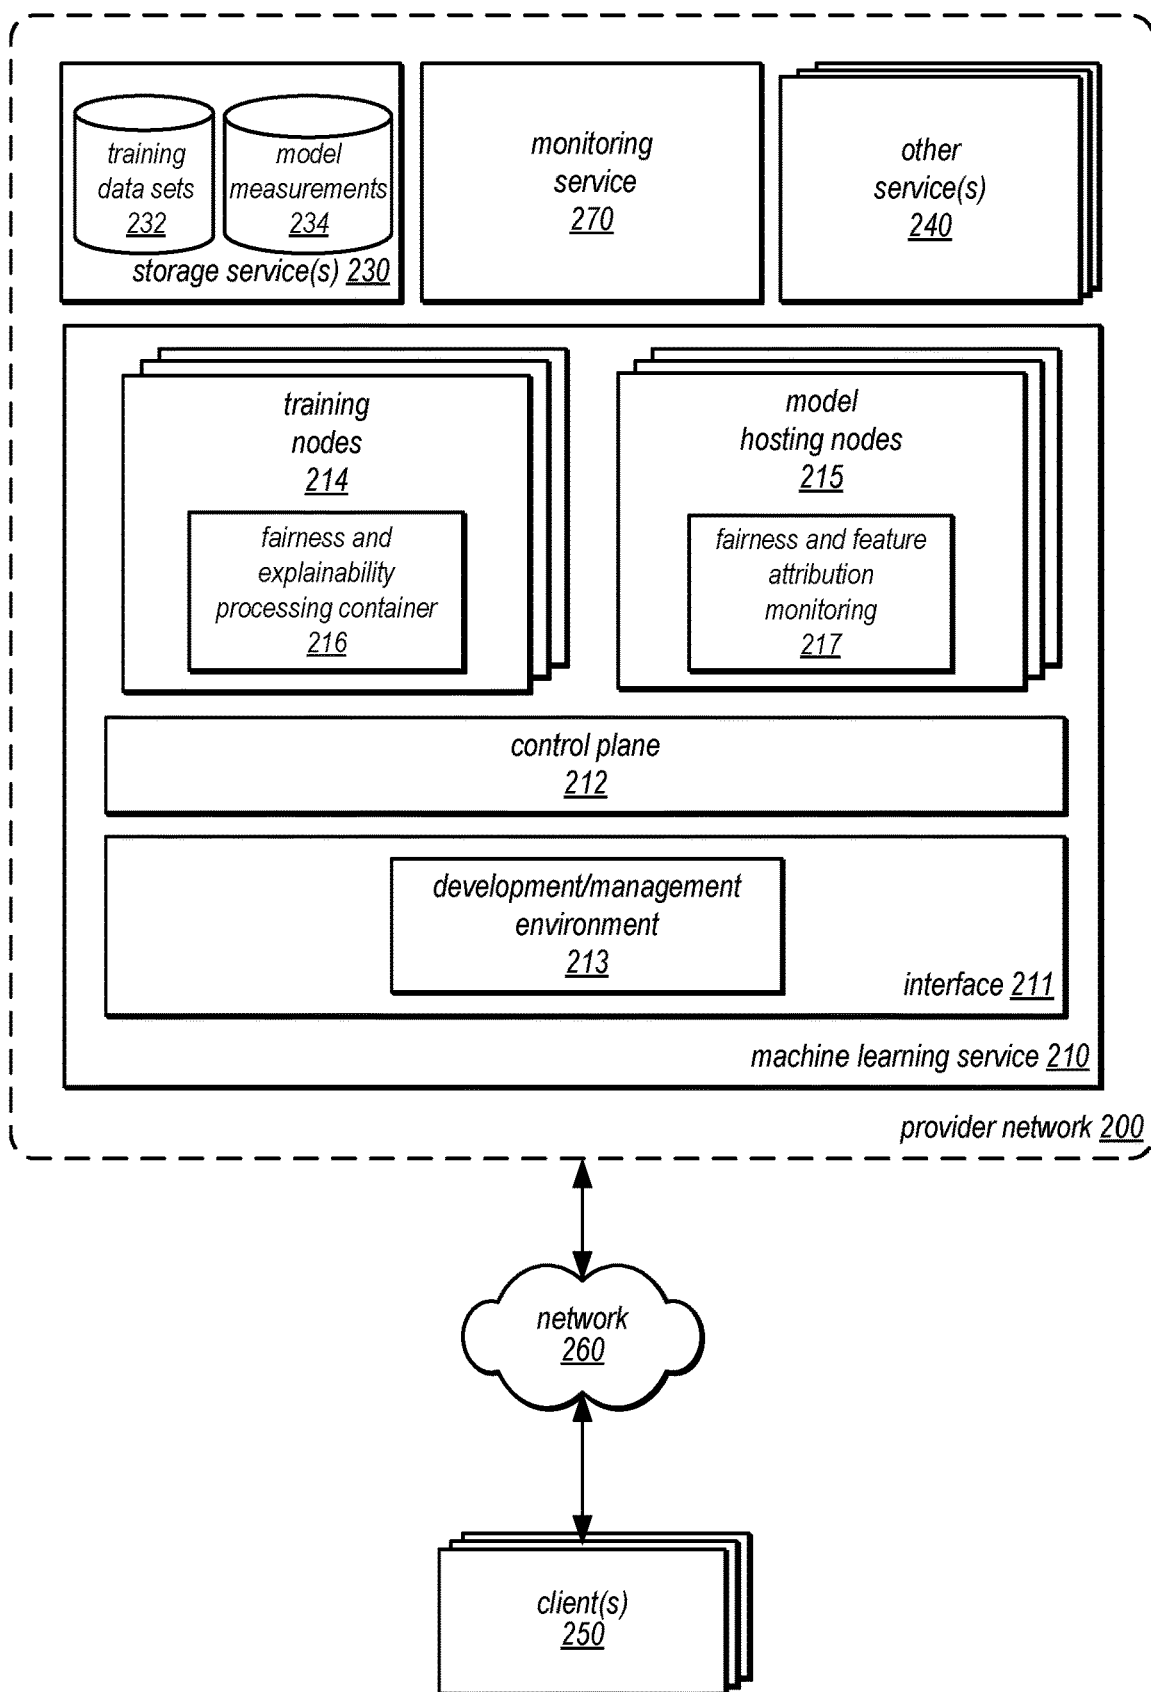 training
data sets
232
model
measurements
234
storage service(s) 230
monitoring
service
270
other
service(s)
240
training
nodes
214
fairness and
explainability
processing container
216
model
hosting nodes
215
fairness and feature
attribution
monitoring
217
control plane
212
development/management
environment
213
interface 211
machine learning service 210
provider network 200
network
260
client(s)
250